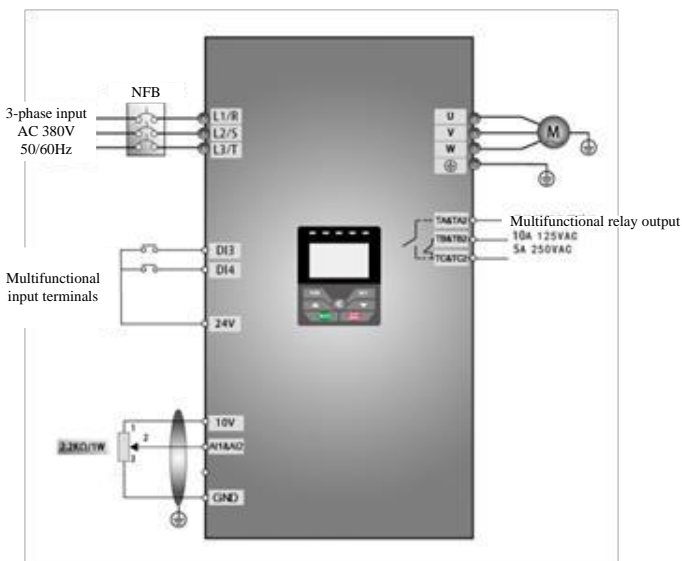 NFB
3-phase input
AC 380V
50/60Hz
L1/R
L2/S
L3/T
U
V
W
M
TA&TA2
TB&TB2
TC&TC2
Multifunctional relay output
10A 125VAC
5A 250VAC
DI3
DI4
24V
Multifunctional
input terminals
10V
AI1&AI2
GND
1
2
3
2.2KΩ/1W